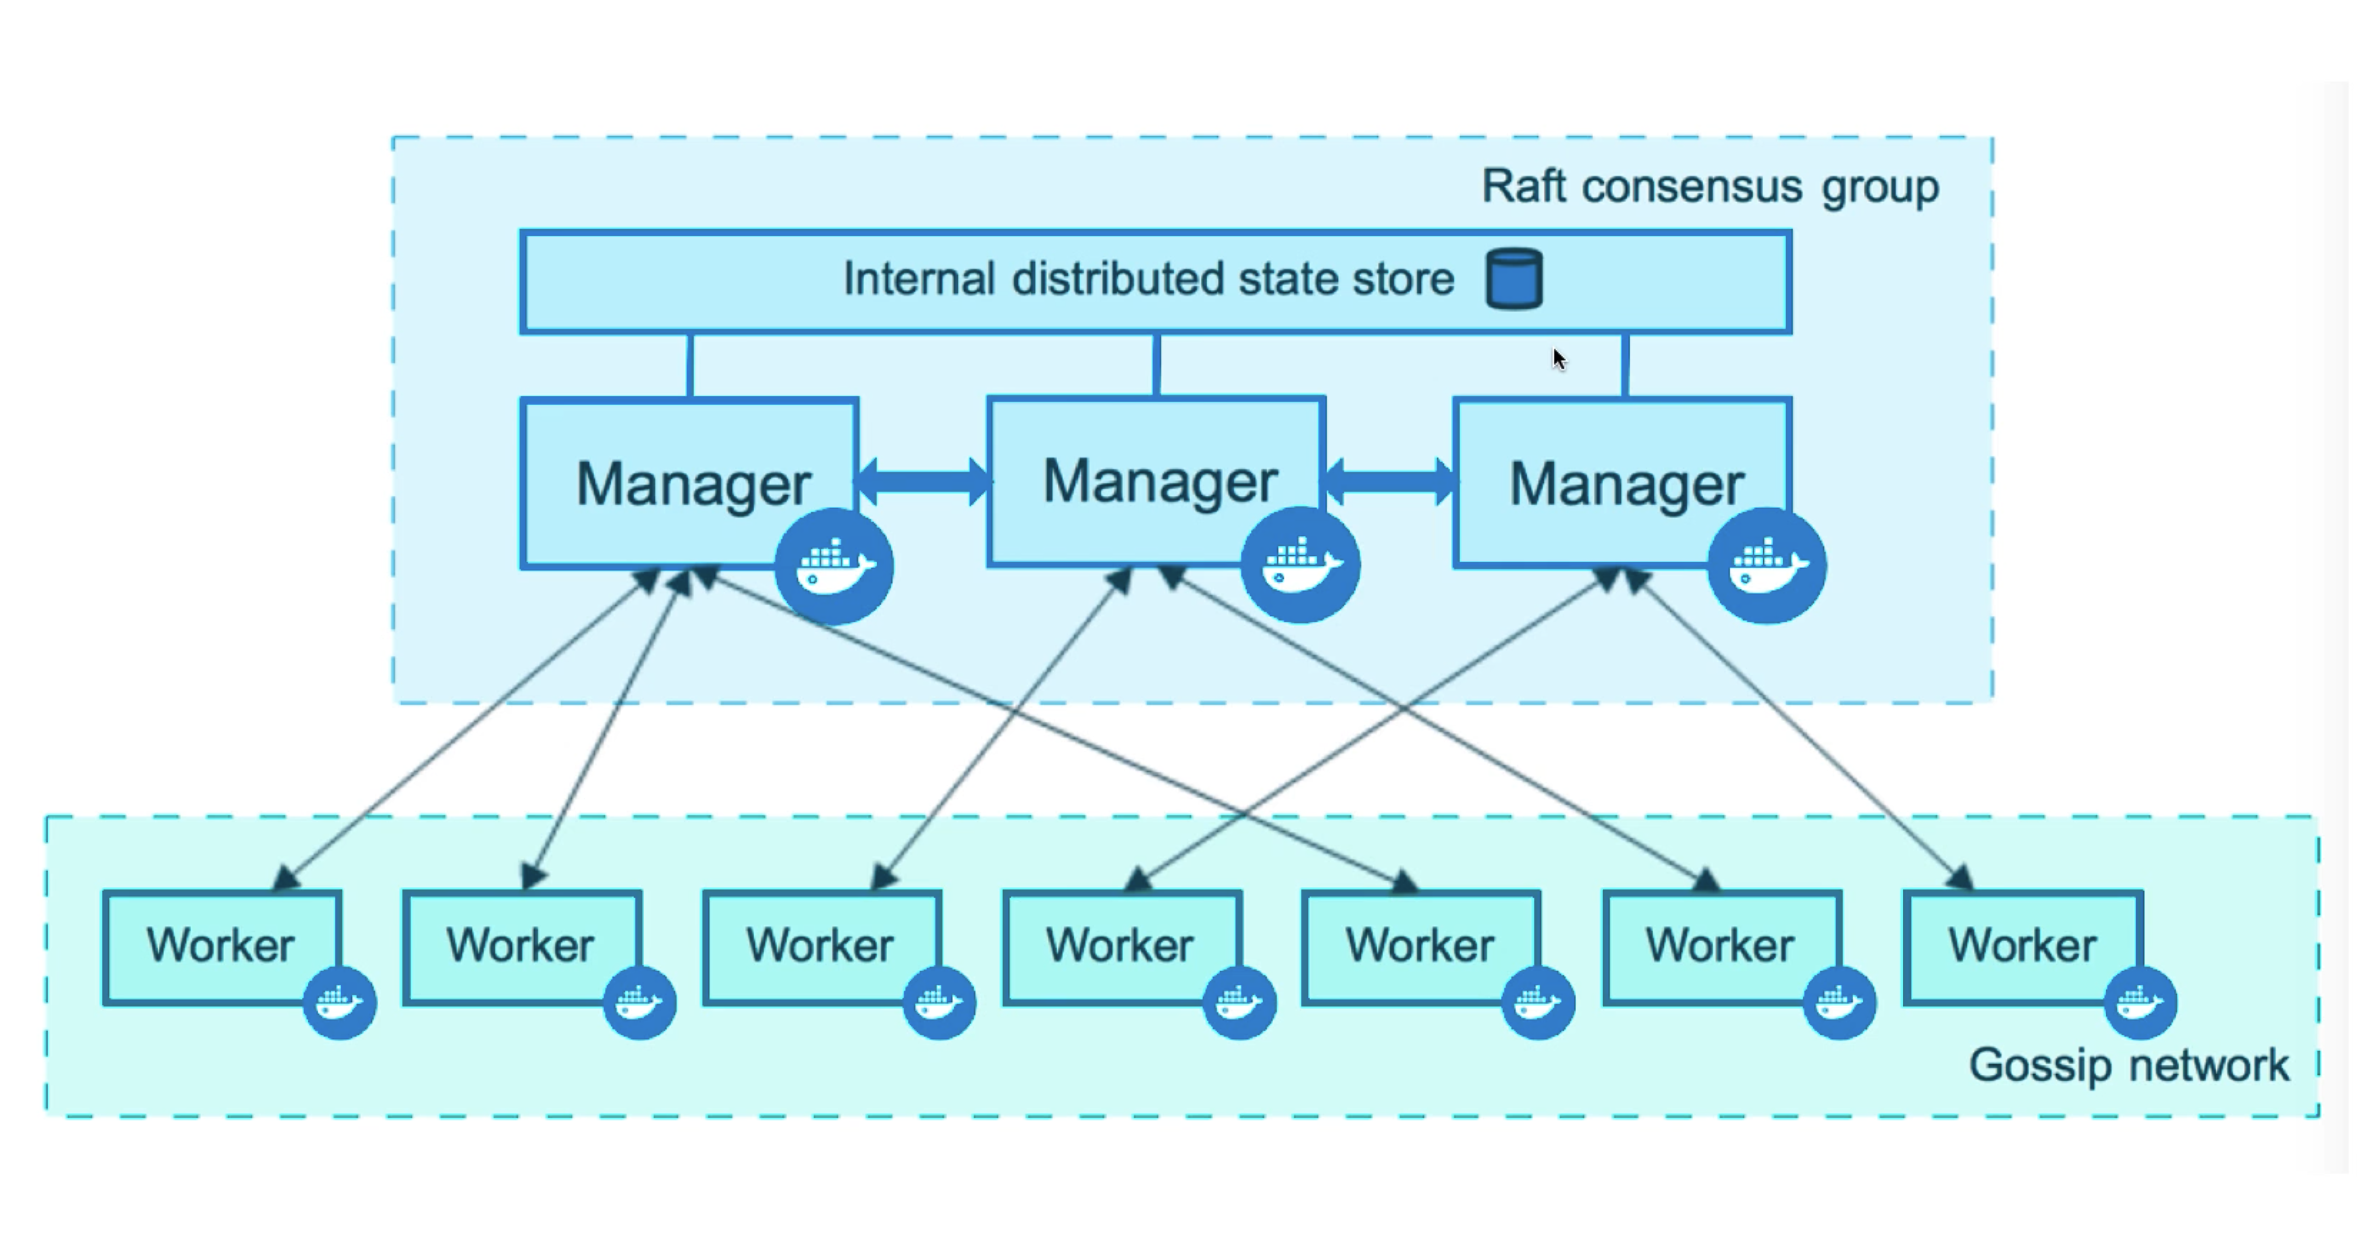 Raft consensus group
Internal distributed state store
Manager
Manager
Manager
Worker
Worker
Worker
Worker
Worker
Worker
Worker
Gossip network